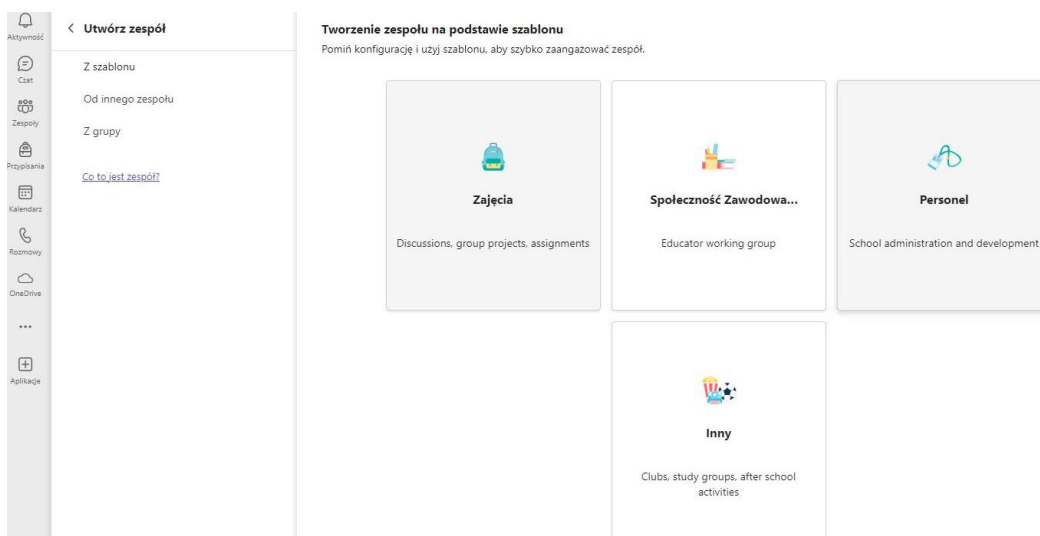 Aktywność
Czat
Zespoły
Przypisania
Kalendarz
Rozmowy
OneDrive
Aplikacje
Utwórz zespół
Z szablonu
Od innego zespołu
Z grupy
Co to jest zespół?
Tworzenie zespołu na podstawie szablonu
Pomiń konfigurację i użyj szablonu, aby szybko zaangażować zespół.
Zajęcia
Discussions, group projects, assignments
Społeczność Zawodowa...
Educator working group
Personel
School administration and development
Inny
Clubs, study groups, after school
activities